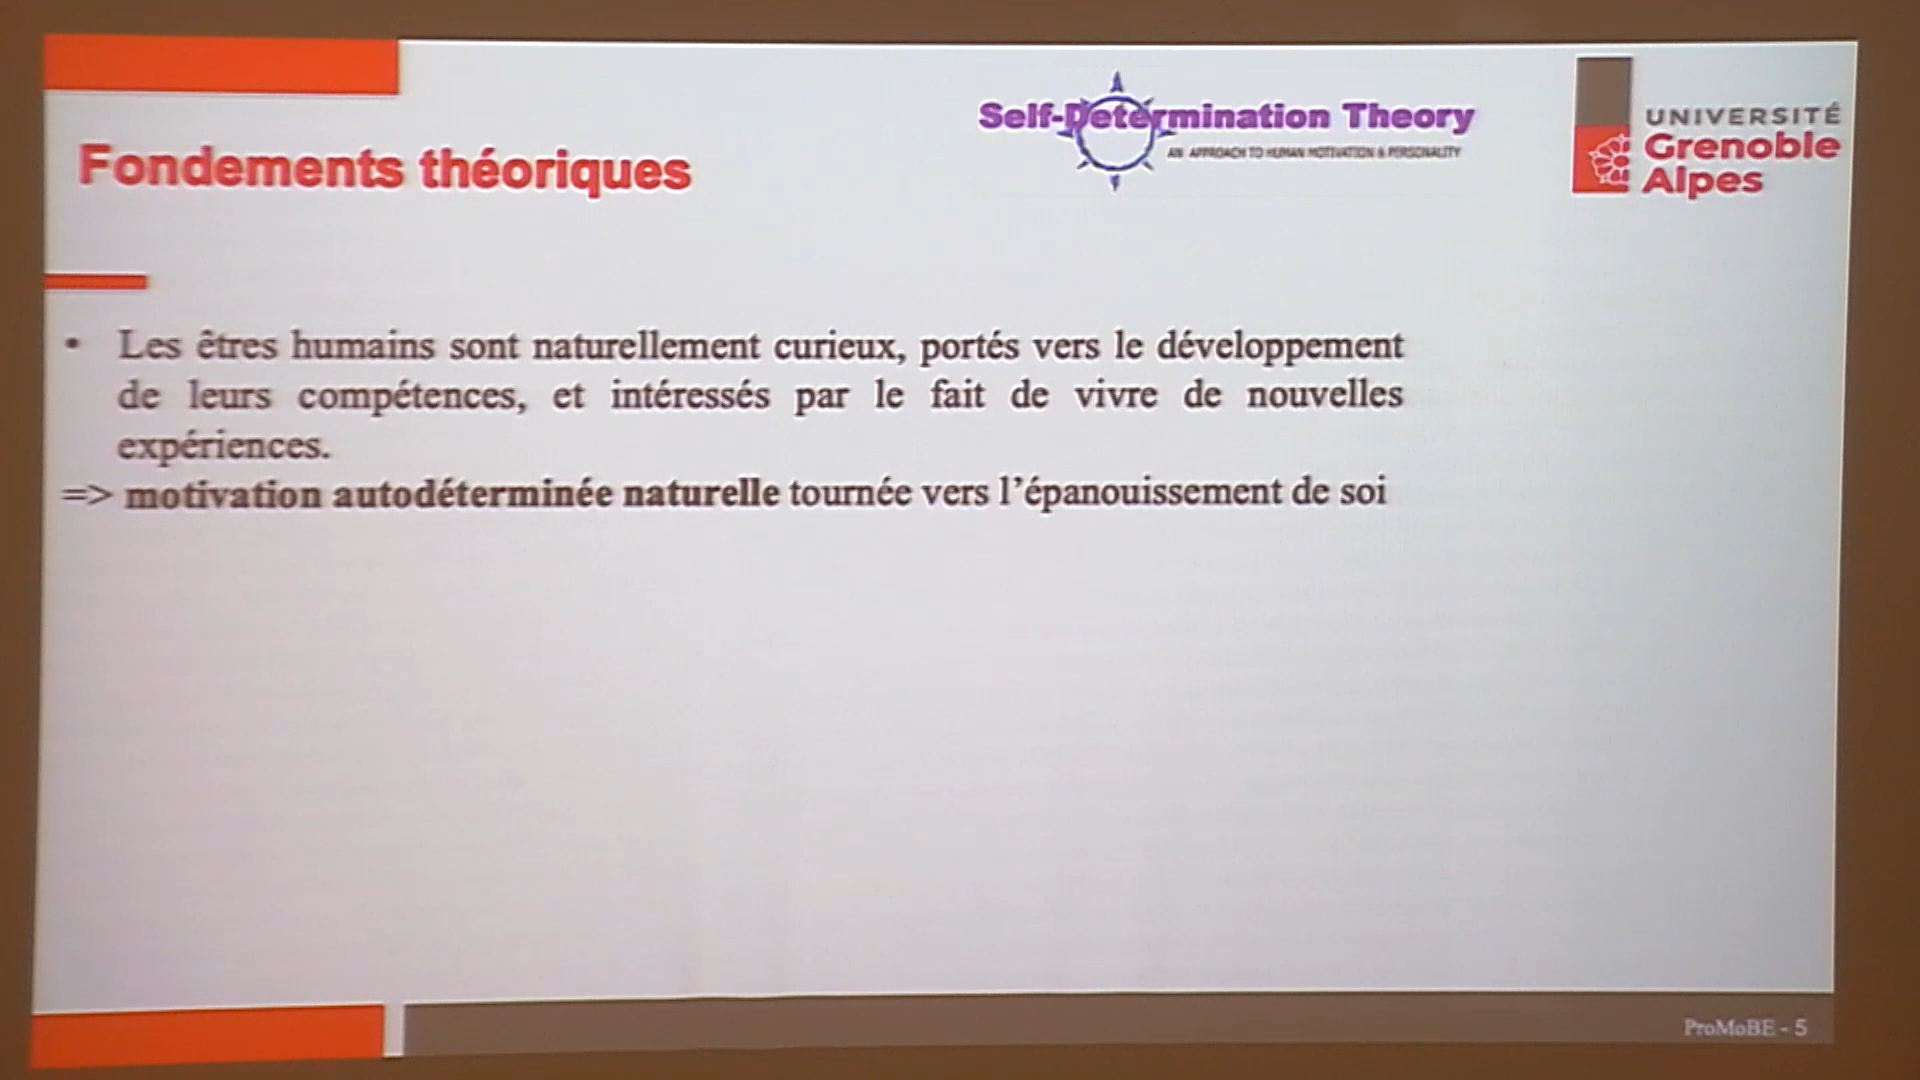 Self-Determination Theory
AN APPROACH TO HUMAN MOTIVATION & PERSONALITY
UNIVERSITÉ
Grenoble
Alpes
Fondements théoriques
• Les êtres humains sont naturellement curieux, portés vers le développement
de leurs compétences, et intéressés par le fait de vivre de nouvelles
expériences.
=> motivation autodéterminée naturelle tournée vers l’épanouissement de soi
ProMoBE - 5